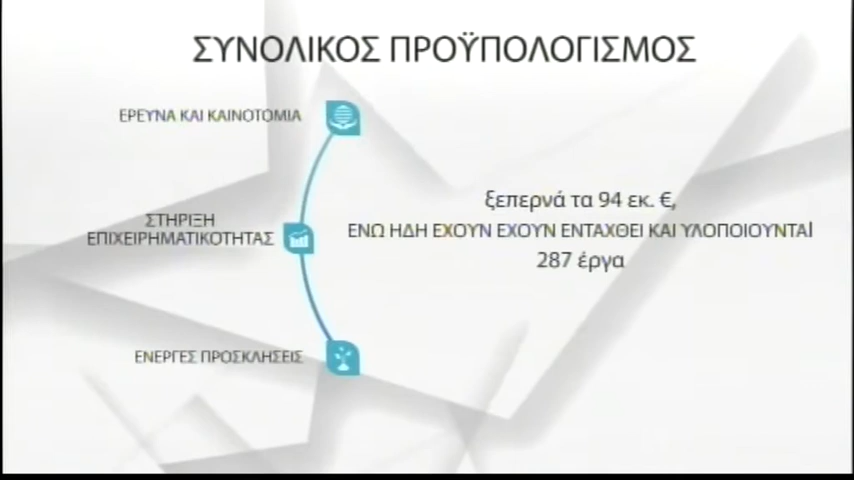 ΣΥΝΟΛΙΚΟΣ ΠΡΟΫΠΟΛΟΓΙΣΜΟΣ
ΕΡΕΥΝΑ ΚΑΙ ΚΑΙΝΟΤΟΜΙΑ
ΣΤΗΡΙΞΗ
ΕΠΙΧΕΙΡΗΜΑΤΙΚΟΤΗΤΑΣ
ΕΝΕΡΓΕΣ ΠΡΟΣΚΛΗΣΕΙΣ
ξεπερνά τα 94 εκ. €,
ΕΝΩ ΗΔΗ ΕΧΟΥΝ ΕΧΟΥΝ ΕΝΤΑΧΘΕΙ ΚΑΙ ΥΛΟΠΟΙΟΥΝΤΑΙ
287 έργα